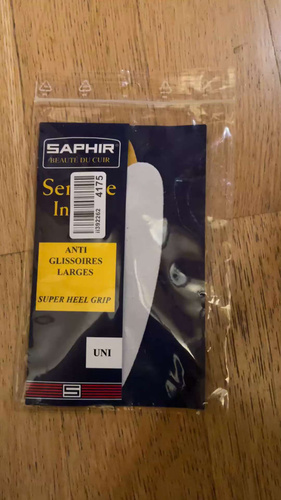 SAPHIR
BEAUTÉ DU CUIR
4175
ANTI
GLISSOIRES
LARGES
SUPER HEEL GRIP
UNI
S